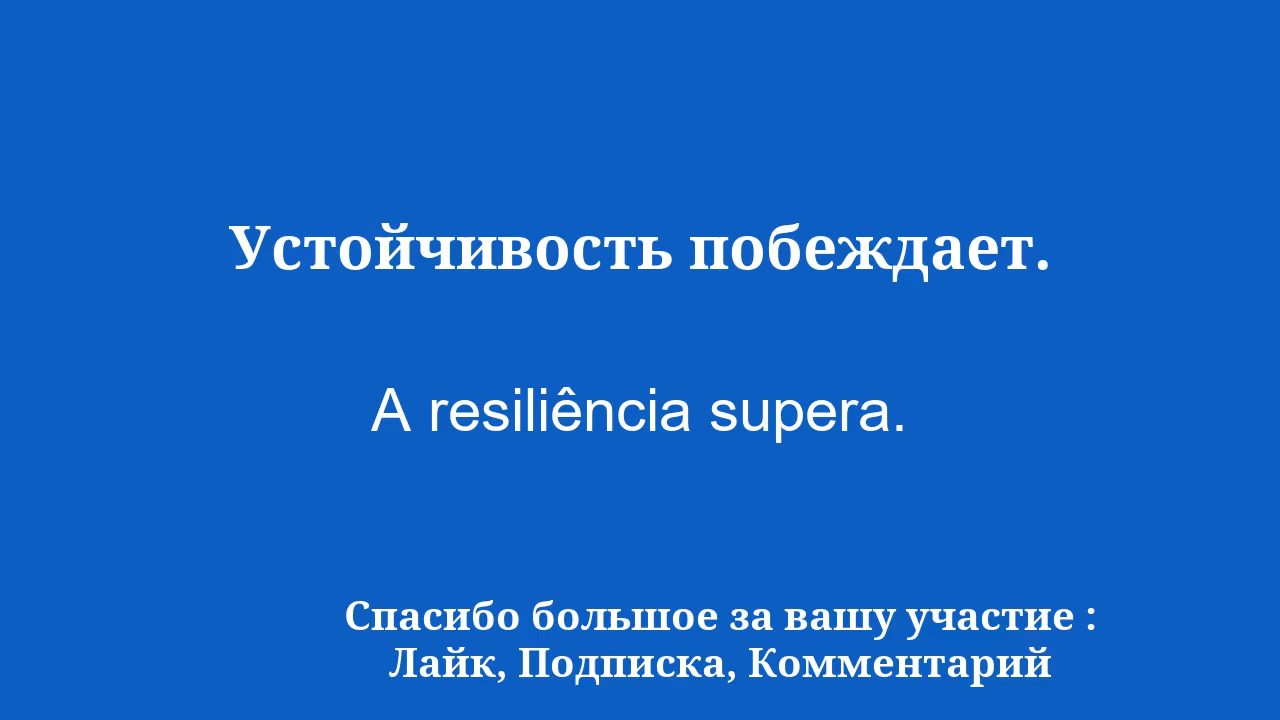 Устойчивость побеждает.
A resiliência supera.
Спасибо большое за вашу участие :
Лайк, Подписка, Комментарий